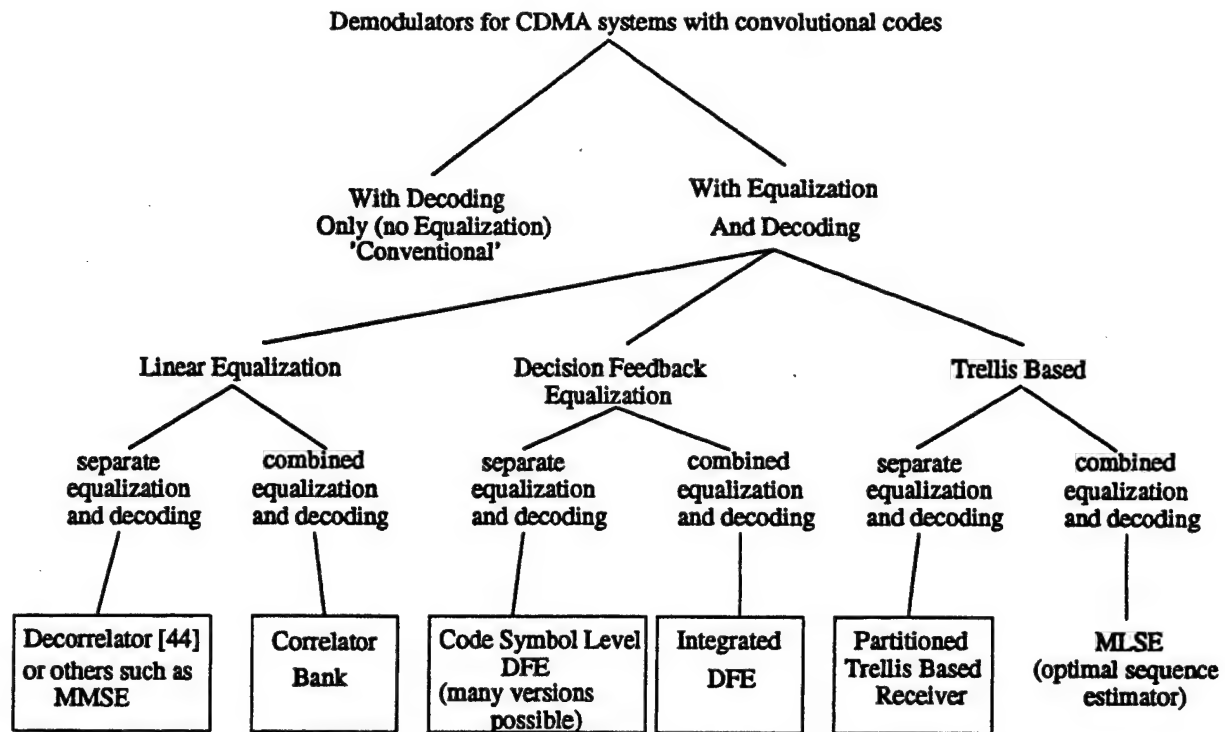 Demodulators for CDMA systems with convolutional codes
With Decoding
Only (no Equalization)
'Conventional'
With Equalization
And Decoding
Linear Equalization
Decision Feedback
Equalization
Trellis Based
separate
equalization
and decoding
combined
equalization
and decoding
separate
equalization
and decoding
combined
equalization
and decoding
separate
equalization
and decoding
combined
equalization
and decoding
Decorrelator [44]
or others such as
MMSE
Correlator
Bank
Code Symbol Level
DFE
(many versions
possible)
Integrated
DFE
Partitioned
Trellis Based
Receiver
MLSE
(optimal sequence
estimator)